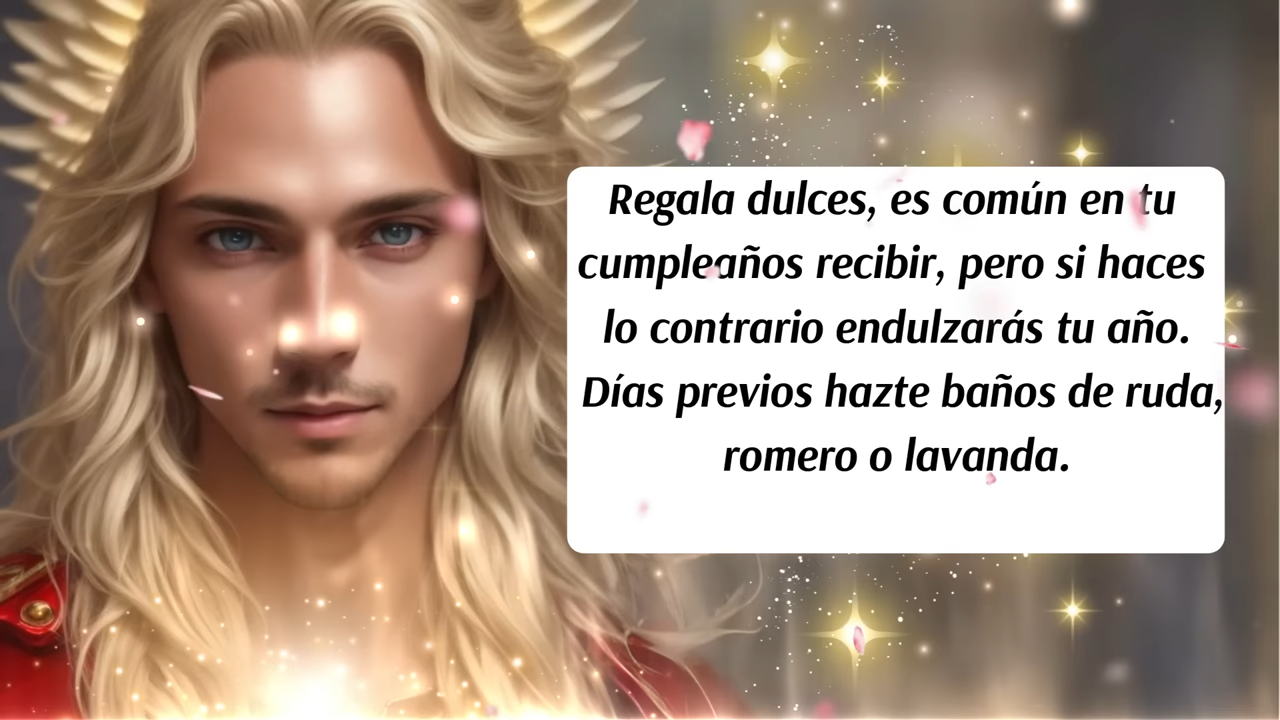 Regala dulces, es común en tu
cumpleaños recibir, pero si haces
lo contrario endulzarás tu año.
Días previos hazte baños de ruda,
romero o lavanda.